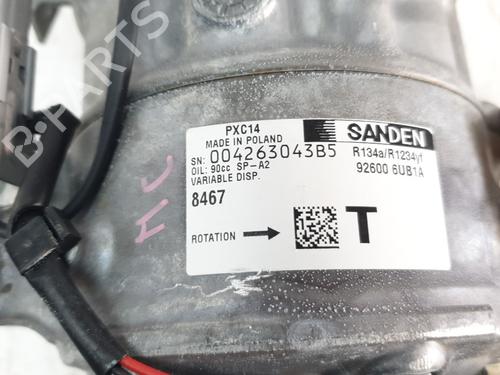 PXC14
MADE IN POLAND
SN: 004263043B5
OIL: 90cc SP-A2
VARIABLE DISP.
8467
ROTATION
SANDEN
R134a/R1234yf
92600 6UB1A
T
B-PARTS